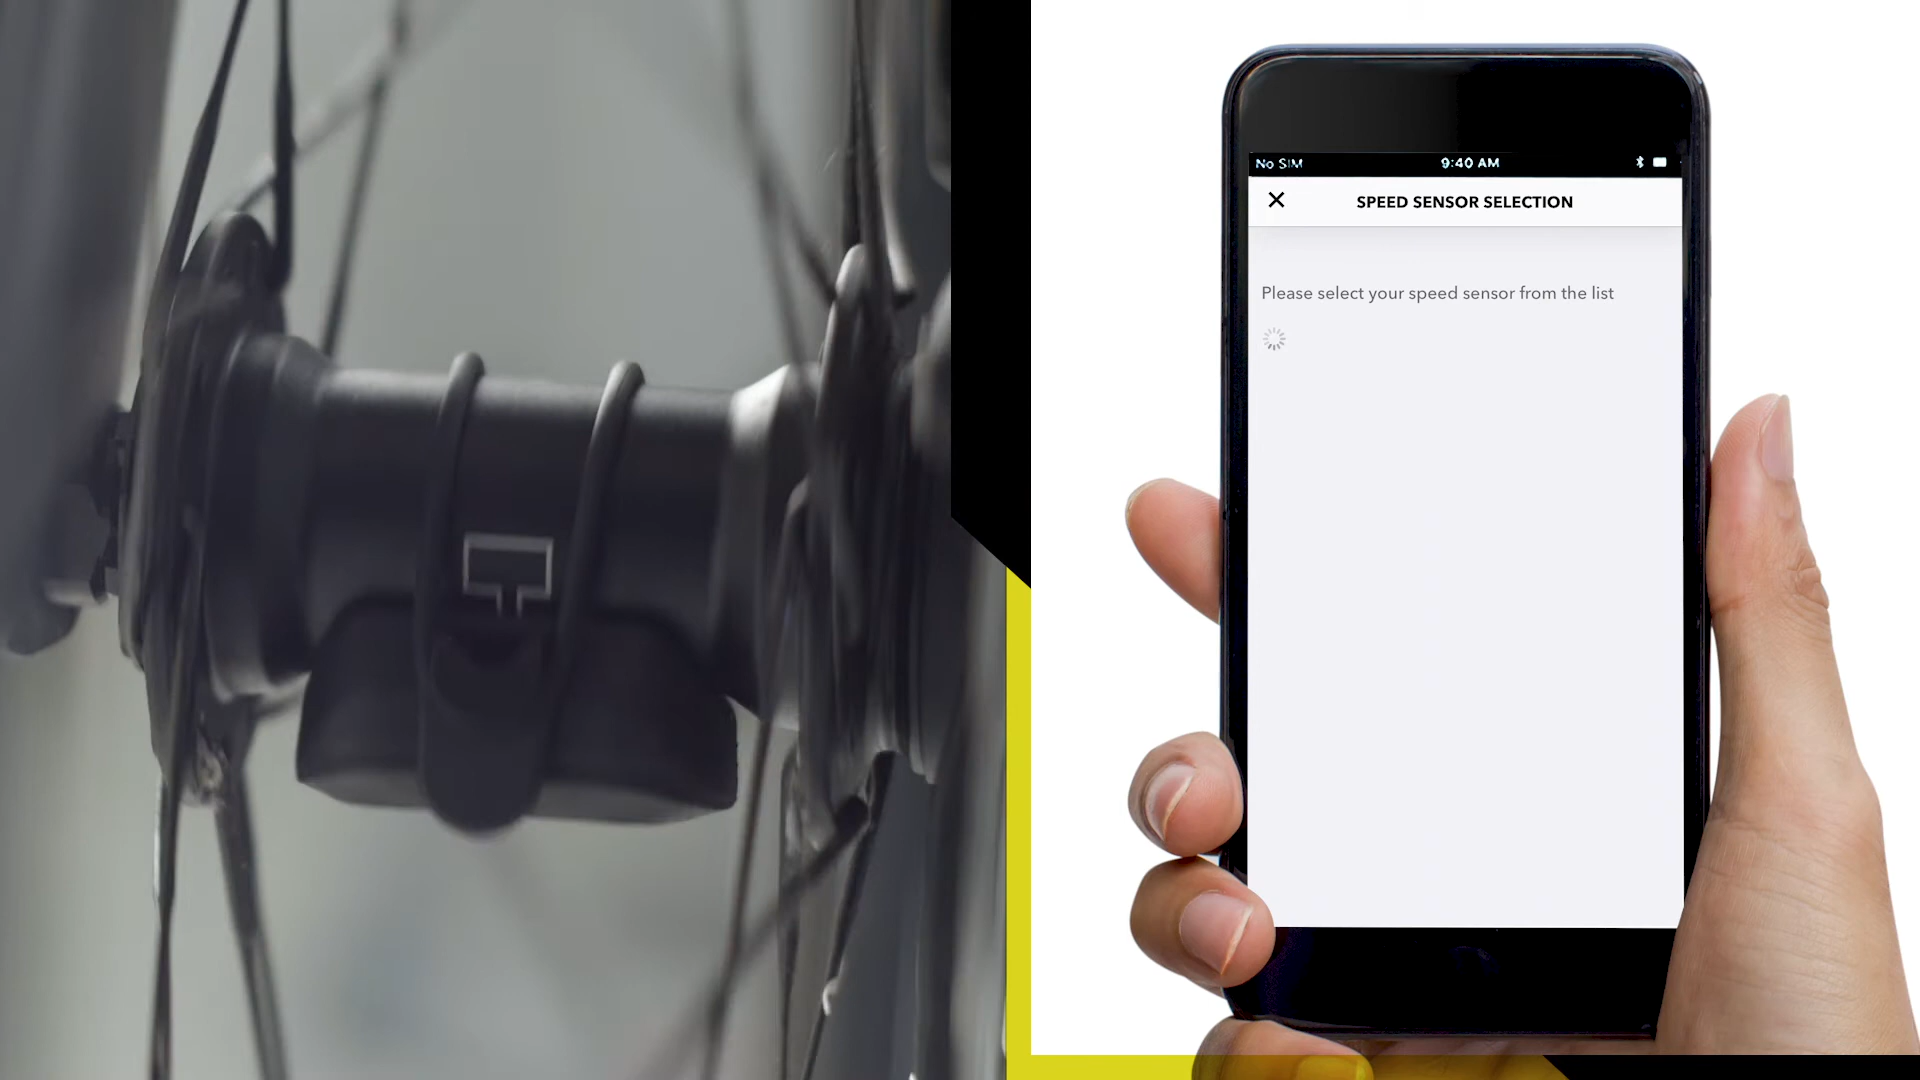 No SIM
9:40 AM
SPEED SENSOR SELECTION
Please select your speed sensor from the list